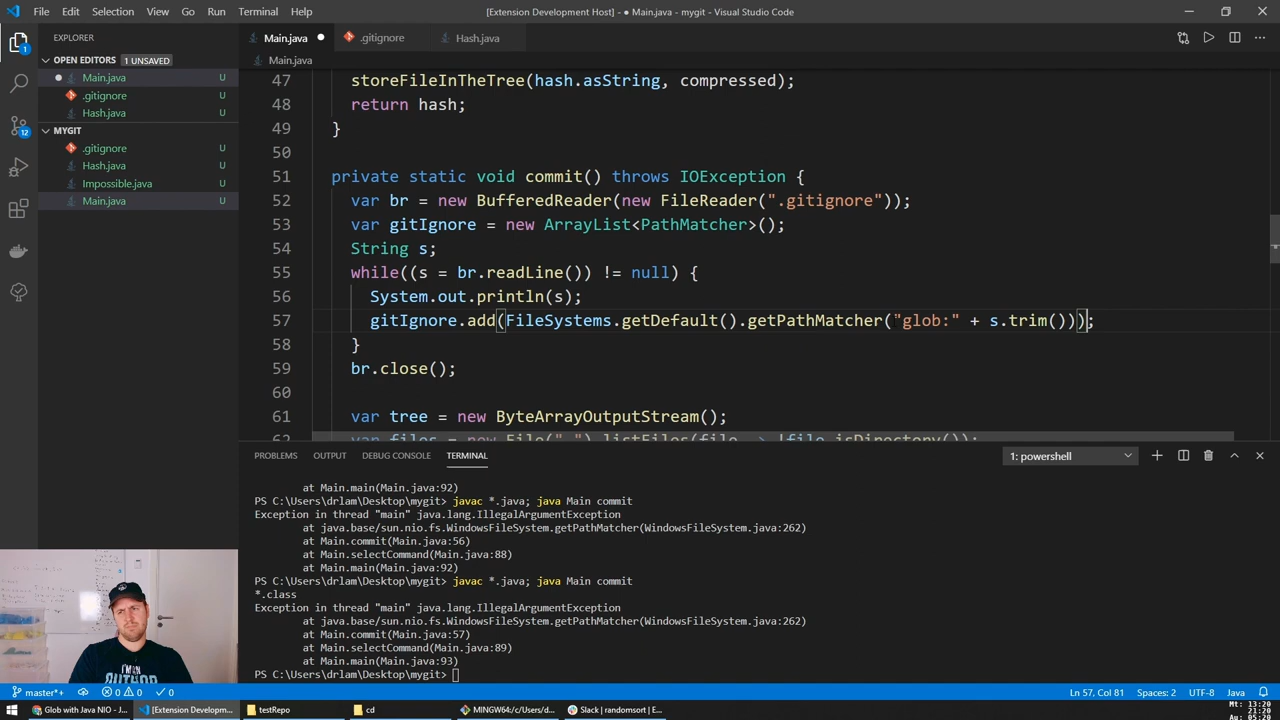 File Edit Selection View Go Run Terminal Help
[Extension Development Host] - ● Main.java - mygit - Visual Studio Code
EXPLORER
Main.java
.gitignore
Hash.java
OPEN EDITORS 1 UNSAVED
Main.java
Main.java U
.gitignore U
Hash.java U
MYGIT
.gitignore U
Hash.java U
Impossible.java U
Main.java U
47 storeFileInTheTree(hash.asString, compressed);
48 return hash;
49 }
50
51 private static void commit() throws IOException {
52 var br = new BufferedReader(new FileReader(".gitignore"));
53 var gitIgnore = new ArrayList<PathMatcher>();
54 String s;
55 while((s = br.readLine()) != null) {
56 System.out.println(s);
57 gitIgnore.add(FileSystems.getDefault().getPathMatcher("glob:" + s.trim()));
58 }
59 br.close();
60
61 var tree = new ByteArrayOutputStream();
62 var files = new File(".").listFiles(file -> !file.isDirectory());
PROBLEMS OUTPUT DEBUG CONSOLE TERMINAL
1: powershell
at Main.main(Main.java:92)
PS C:\Users\drlam\Desktop\mygit> javac *.java; java Main commit
Exception in thread "main" java.lang.IllegalArgumentException
at java.base/sun.nio.fs.WindowsFileSystem.getPathMatcher(WindowsFileSystem.java:262)
at Main.commit(Main.java:56)
at Main.selectCommand(Main.java:88)
at Main.main(Main.java:92)
PS C:\Users\drlam\Desktop\mygit> javac *.java; java Main commit
*.class
Exception in thread "main" java.lang.IllegalArgumentException
at java.base/sun.nio.fs.WindowsFileSystem.getPathMatcher(WindowsFileSystem.java:262)
at Main.commit(Main.java:57)
at Main.selectCommand(Main.java:89)
at Main.main(Main.java:93)
PS C:\Users\drlam\Desktop\mygit>
1
12
I'M AN
AUTHOR
master*+ 0 0 0 Ln 57, Col 81 Spaces: 2 UTF-8 Java
Glob with Java NIO - J... [Extension Developm... testRepo cd MINGW64:/c/Users/d... Slack | randomsort | E...
Mt: 13:20
21:20